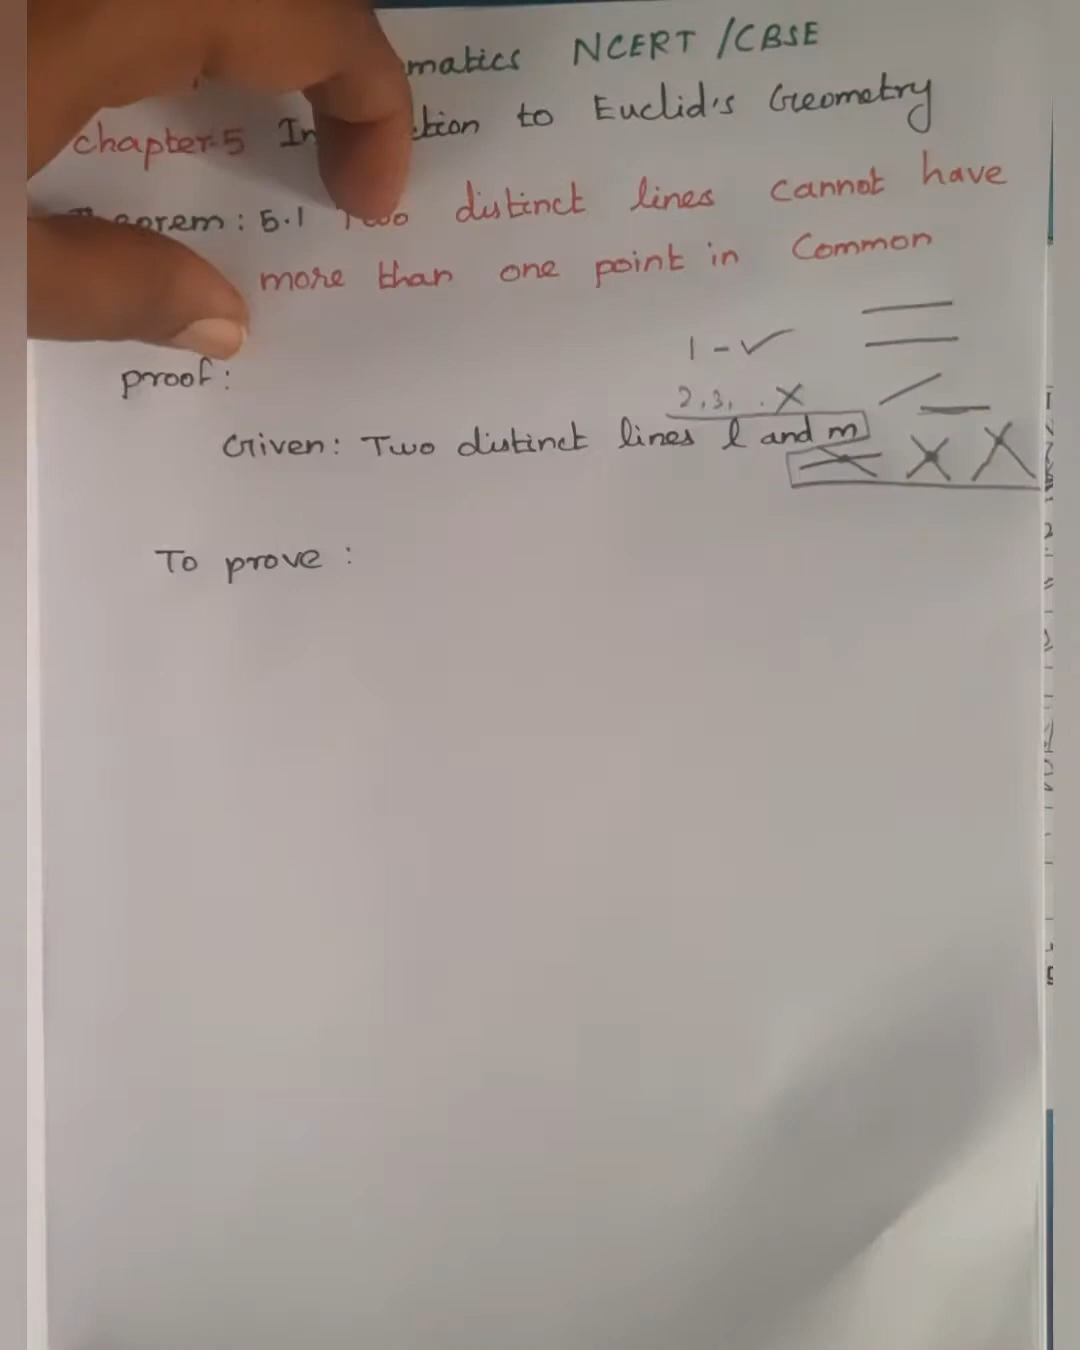 matics NCERT /CBSE
chapter-5 In tion to Euclid's Geometry
orem: 5.1 Two distinct lines cannot have
more than one point in Common
1 - ✓
proof:
2,3, . X
Given: Two distinct lines l and m
To prove :